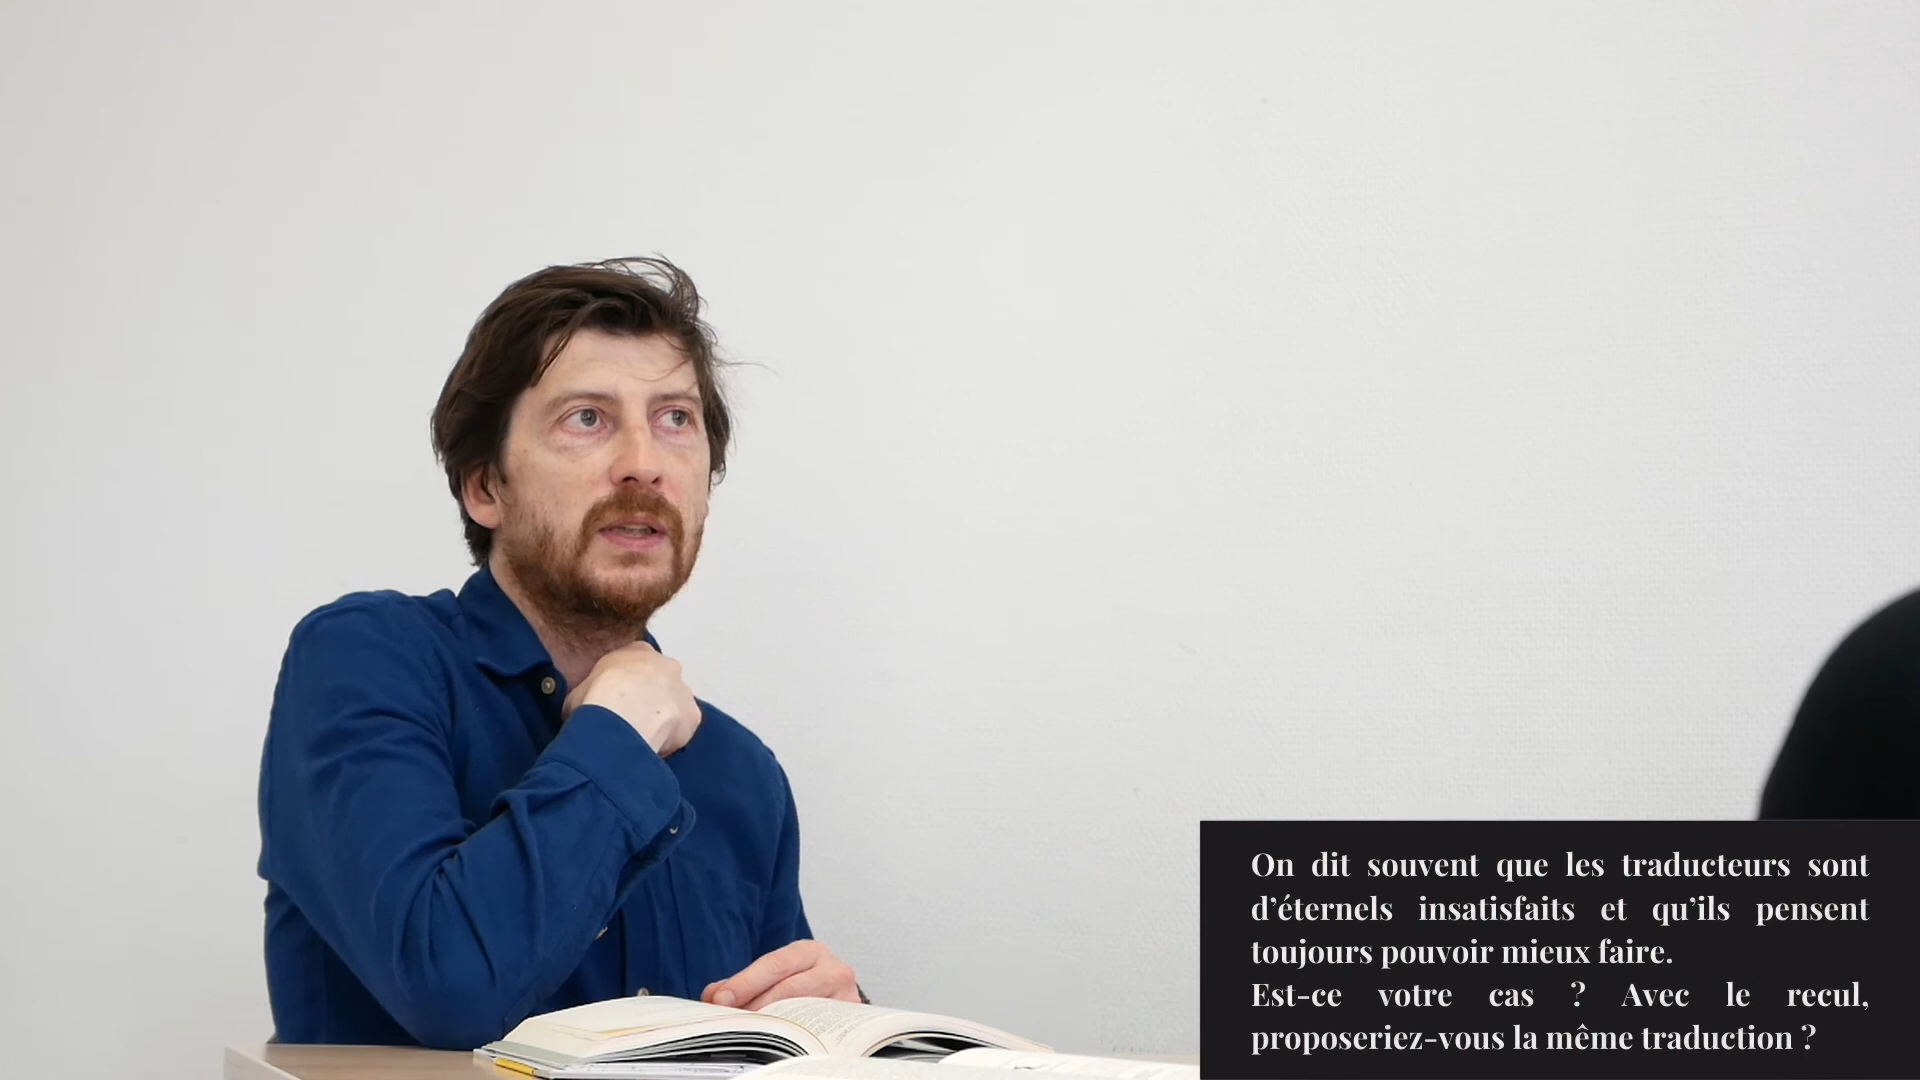 On dit souvent que les traducteurs sont
d’éternels insatisfaits et qu’ils pensent
toujours pouvoir mieux faire.
Est-ce votre cas ? Avec le recul,
proposeriez-vous la même traduction ?